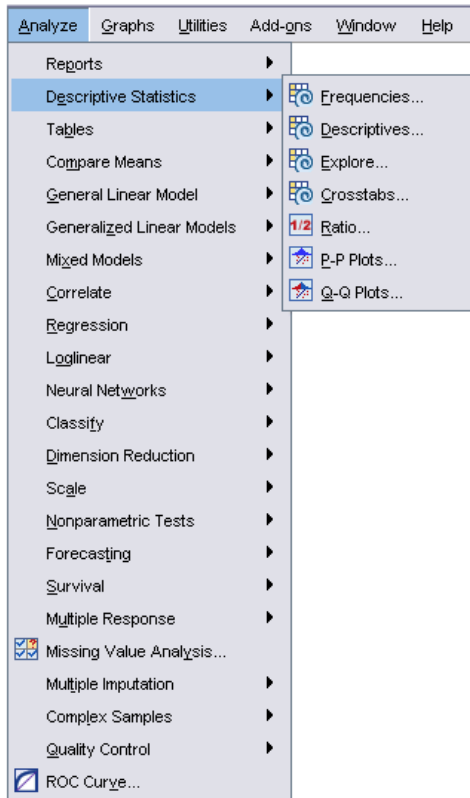 Analyze Graphs Utilities Add-ons Window Help
Reports
Descriptive Statistics
Tables
Compare Means
General Linear Model
Generalized Linear Models
Mixed Models
Correlate
Regression
Loglinear
Neural Networks
Classify
Dimension Reduction
Scale
Nonparametric Tests
Forecasting
Survival
Multiple Response
Missing Value Analysis...
Multiple Imputation
Complex Samples
Quality Control
ROC Curve...
Frequencies...
Descriptives...
Explore...
Crosstabs...
1/2 Ratio...
P-P Plots...
Q-Q Plots...